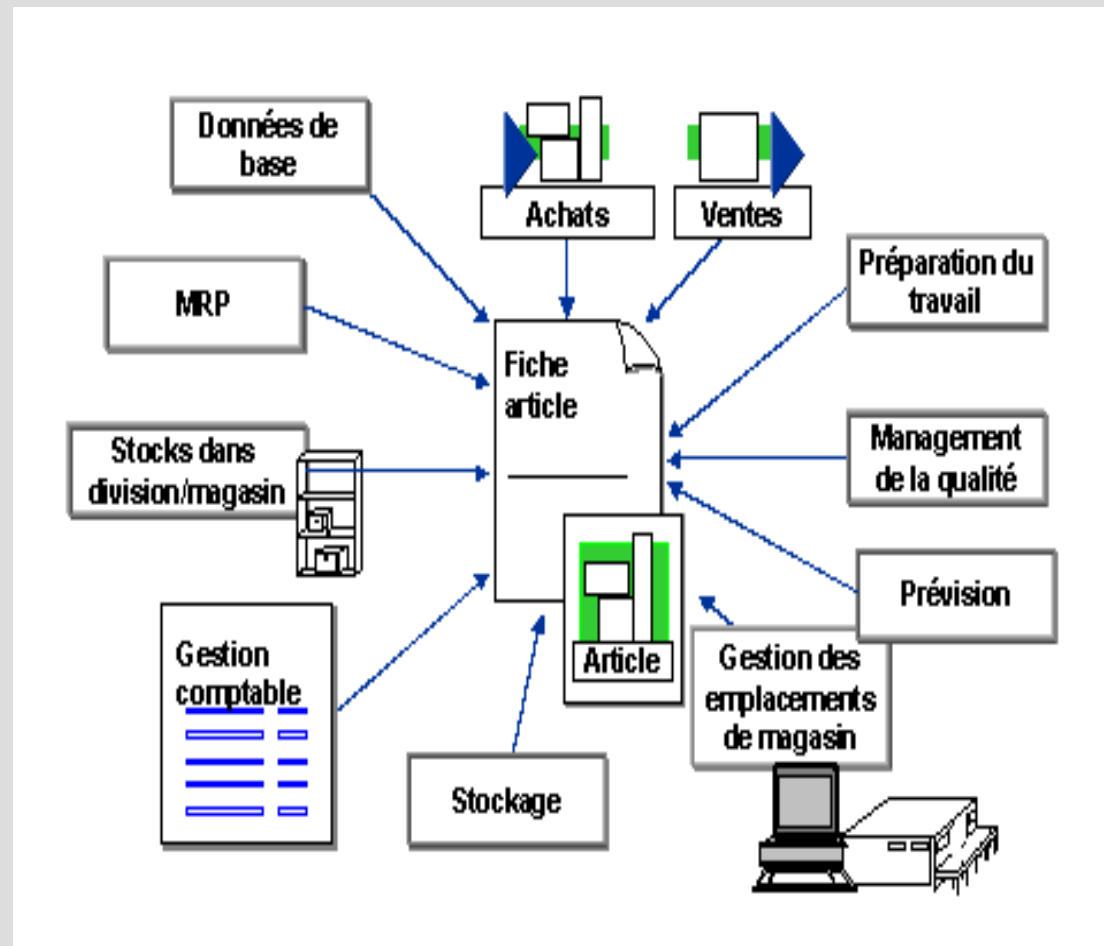 Données de
base
Achats
Ventes
Préparation du
travail
MRP
Fiche
article
Stocks dans
division/magasin
Management
de la qualité
Prévision
Gestion
comptable
Article
Gestion des
emplacements
de magasin
Stockage